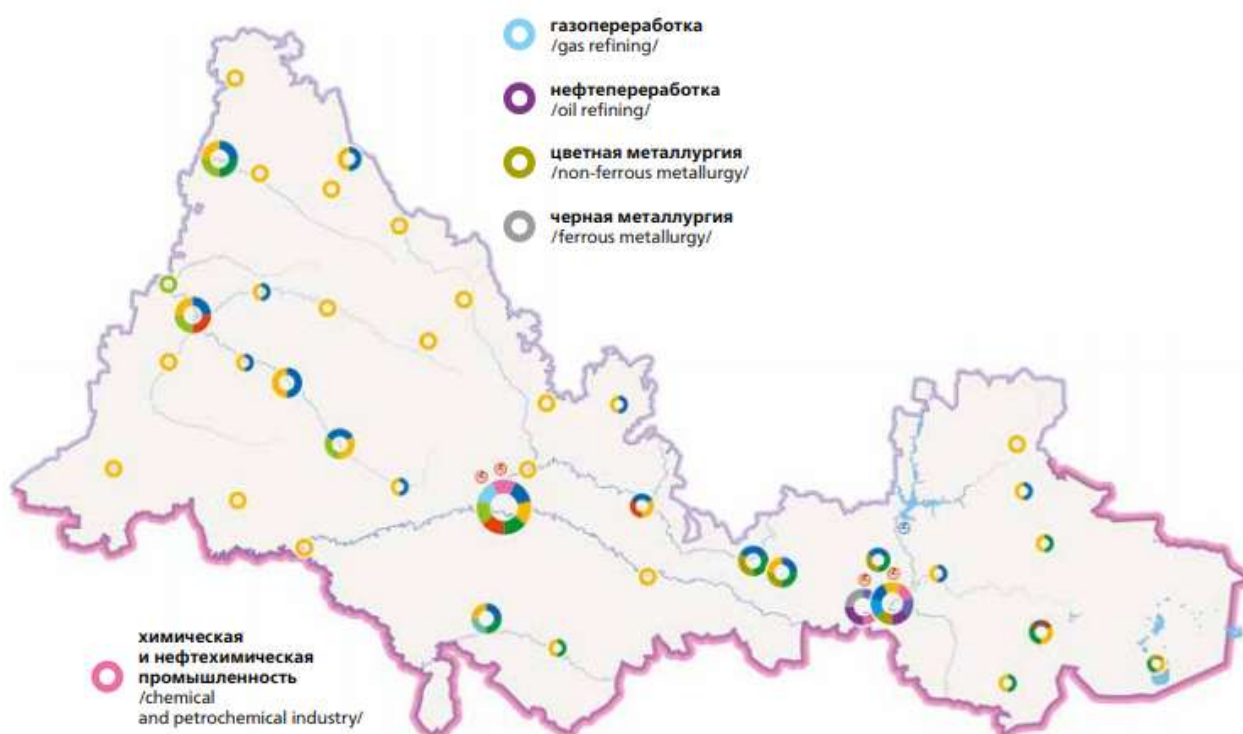 газопереработка
/gas refining/
нефтепереработка
/oil refining/
цветная металлургия
/non-ferrous metallurgy/
черная металлургия
/ferrous metallurgy/
химическая
и нефтехимическая
промышленность
/chemical
and petrochemical industry/